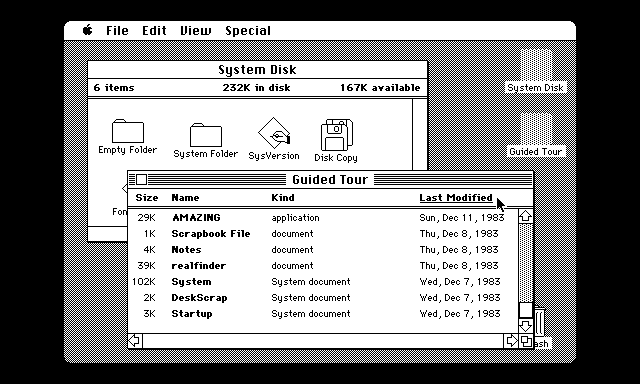 File Edit View Special
System Disk
6 items 232K in disk 167K available
System Disk
Empty Folder System Folder SysVersion Disk Copy
Guided Tour
Guided Tour
Size Name Kind Last Modified
29K AMAZING application Sun, Dec 11, 1983
1K Scrapbook File document Thu, Dec 8, 1983
4K Notes document Thu, Dec 8, 1983
39K realfinder document Thu, Dec 8, 1983
102K System System document Wed, Dec 7, 1983
2K DeskScrap System document Wed, Dec 7, 1983
3K Startup System document Wed, Dec 7, 1983